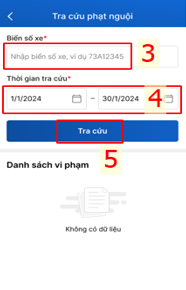 Tra cứu phạt nguội
Biển số xe*
Nhập biển số xe, ví dụ 73A12345
3
Thời gian tra cứu*
4
1/1/2024 – 30/1/2024
Tra cứu
5
Danh sách vi phạm
Không có dữ liệu